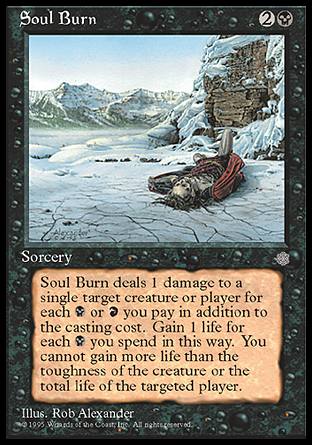 Soul Burn 2
Alexander
Sorcery
Soul Burn deals 1 damage to a
single target creature or player for
each or you pay in addition to
the casting cost. Gain 1 life for
each you spend in this way. You
cannot gain more life than the
toughness of the creature or the
total life of the targeted player.
Illus. Rob Alexander
© 1995 Wizards of the Coast, Inc. All rights reserved.